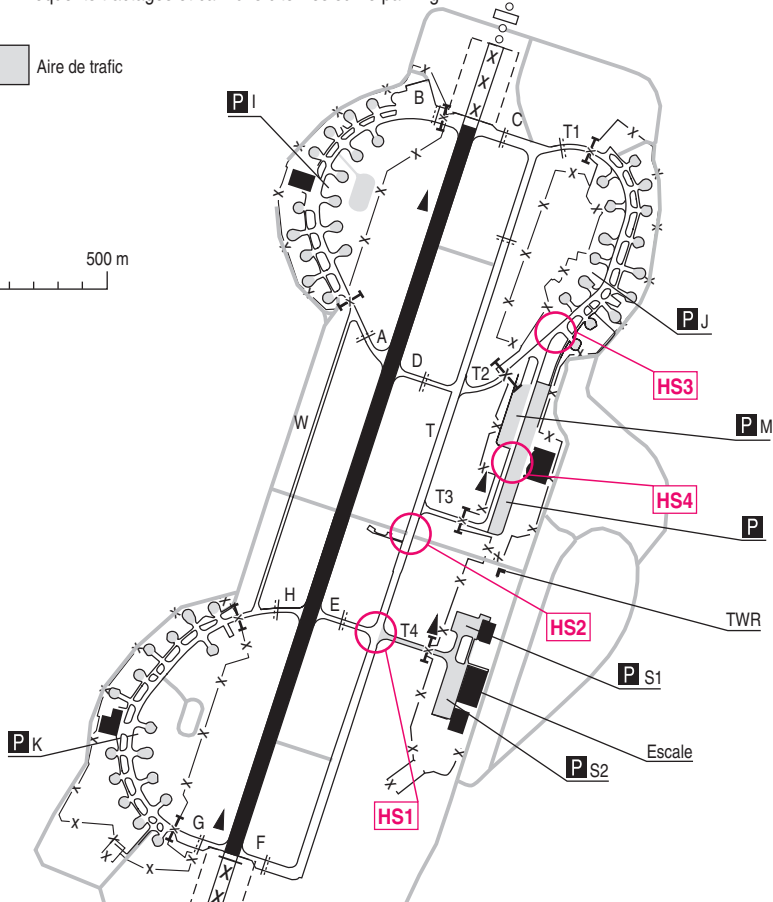 Aire de trafic
500 m
P I
B
C
T1
P J
A
D
T2
HS3
W
T
P M
T3
HS4
P
H
E
T4
HS2
TWR
P S1
P K
Escale
P S2
HS1
G
F